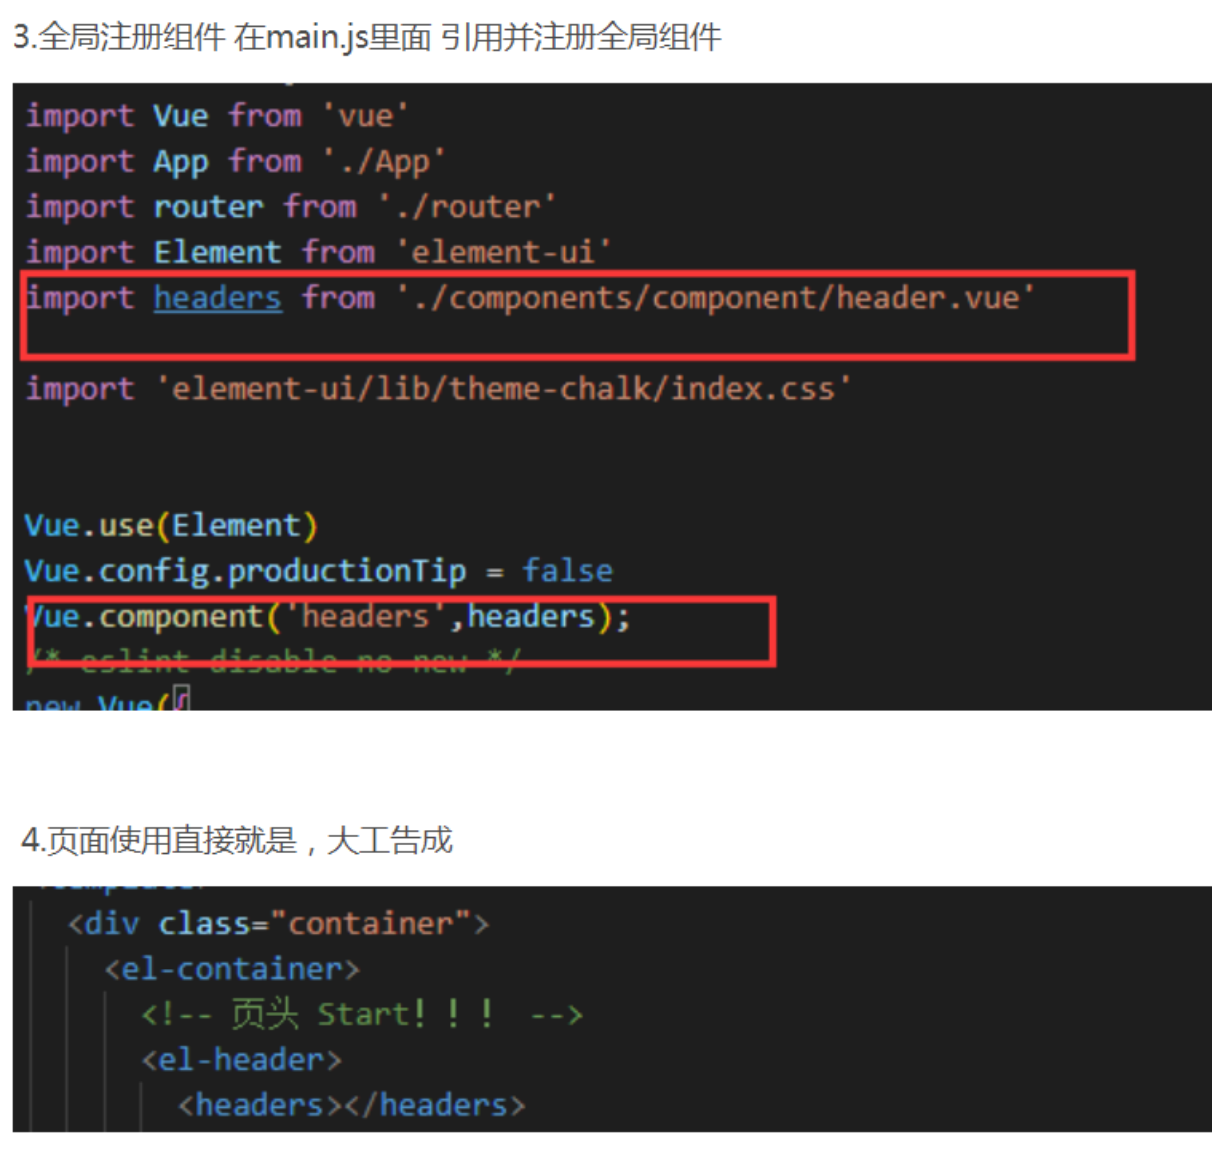 3.全局注册组件 在main.js里面 引用并注册全局组件
import Vue from 'vue'
import App from './App'
import router from './router'
import Element from 'element-ui'
import headers from './components/component/header.vue'
import 'element-ui/lib/theme-chalk/index.css'
Vue.use(Element)
Vue.config.productionTip = false
Vue.component('headers',headers);
/* eslint-disable no-new */
new Vue({
4.页面使用直接就是，大工告成
<div class="container">
<el-container>
<!-- 页头 Start！！！ -->
<el-header>
<headers></headers>